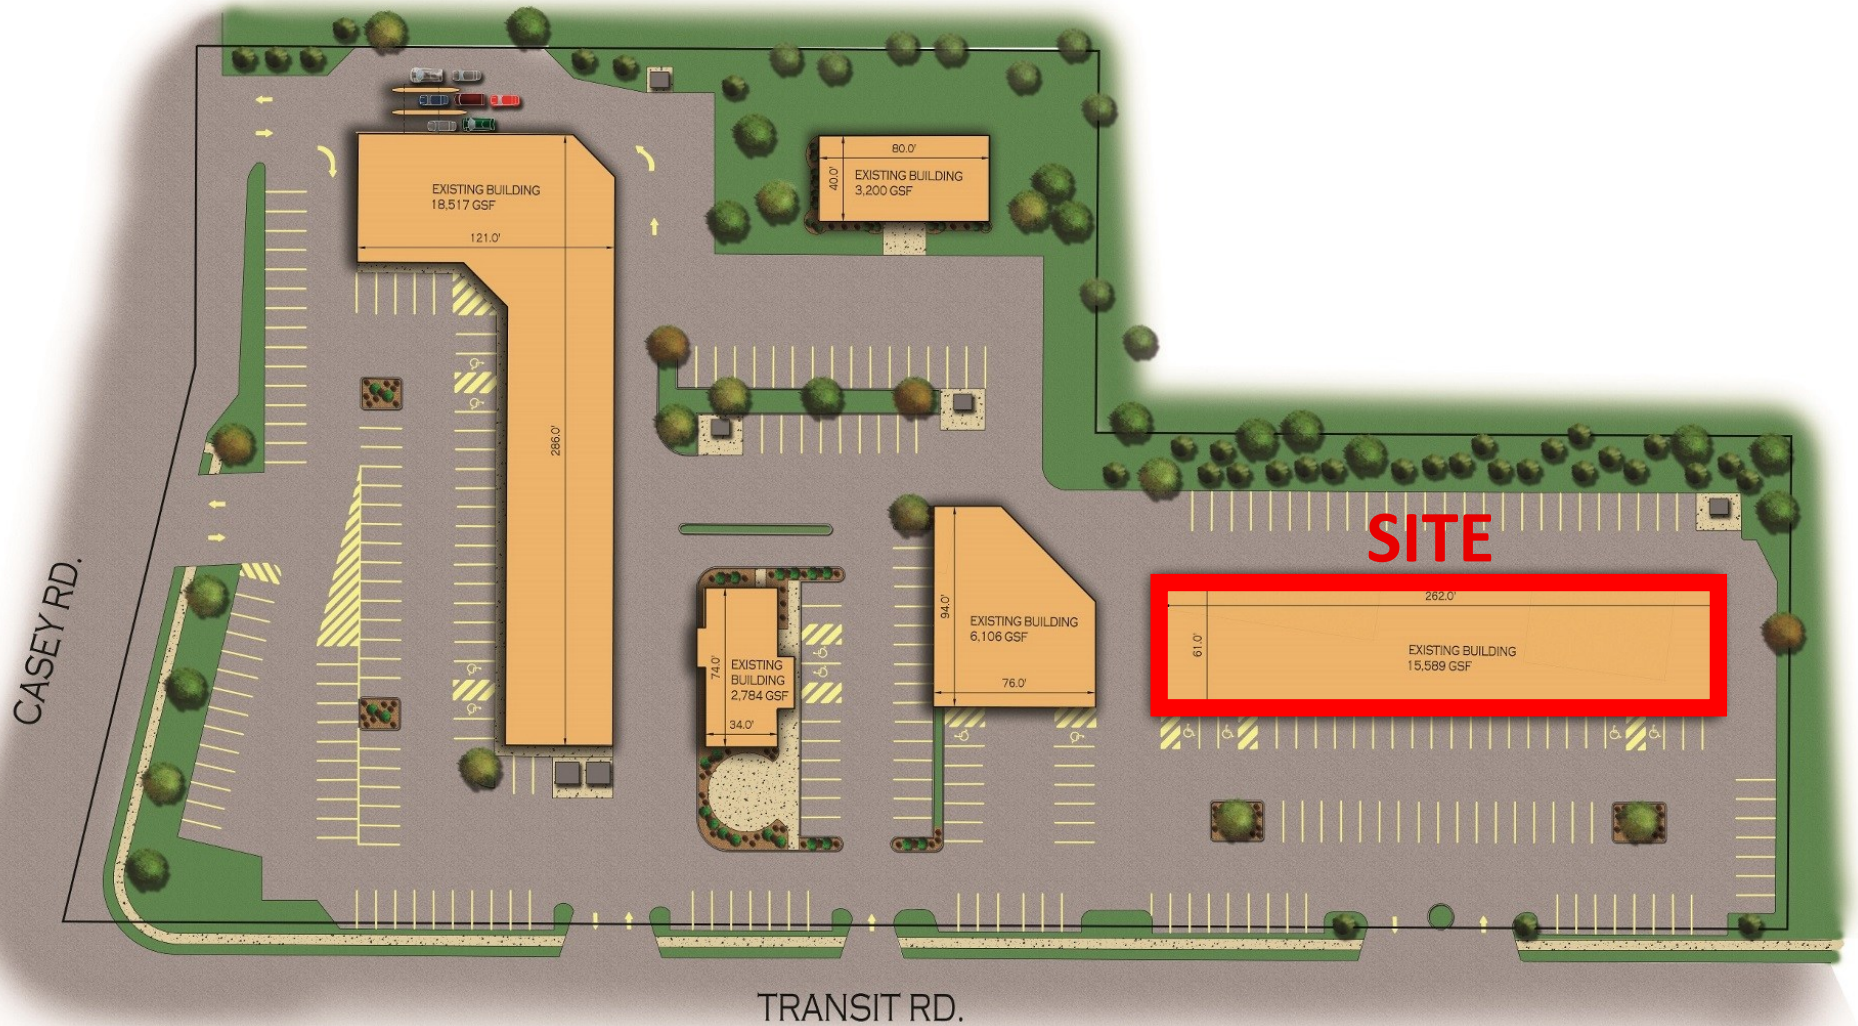 80.0'
40.0'
EXISTING BUILDING
3,200 GSF
EXISTING BUILDING
18,517 GSF
121.0'
286.0'
SITE
262.0'
61.0'
EXISTING BUILDING
15,589 GSF
94.0'
EXISTING BUILDING
6,106 GSF
76.0'
74.0'
EXISTING
BUILDING
2,784 GSF
34.0'
CASEY RD.
TRANSIT RD.